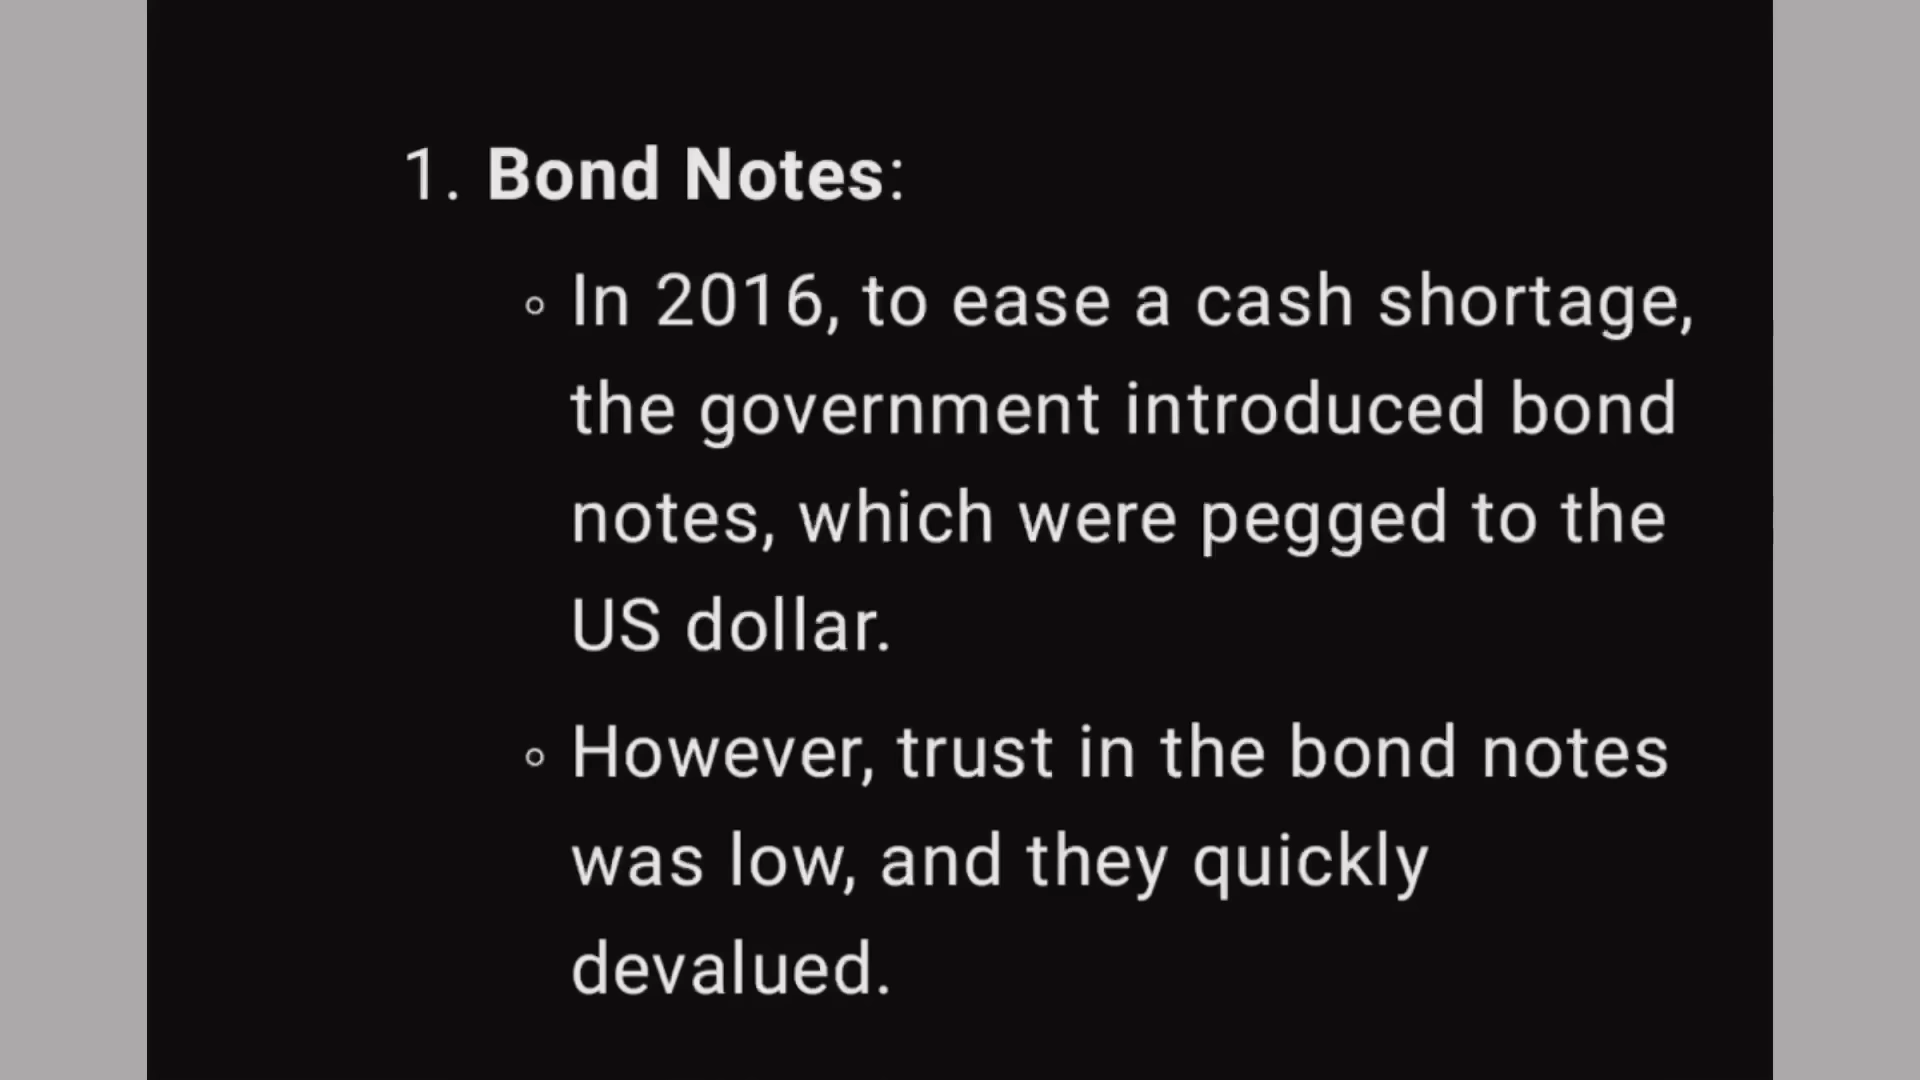 1. Bond Notes:
◦ In 2016, to ease a cash shortage,
the government introduced bond
notes, which were pegged to the
US dollar.
◦ However, trust in the bond notes
was low, and they quickly
devalued.